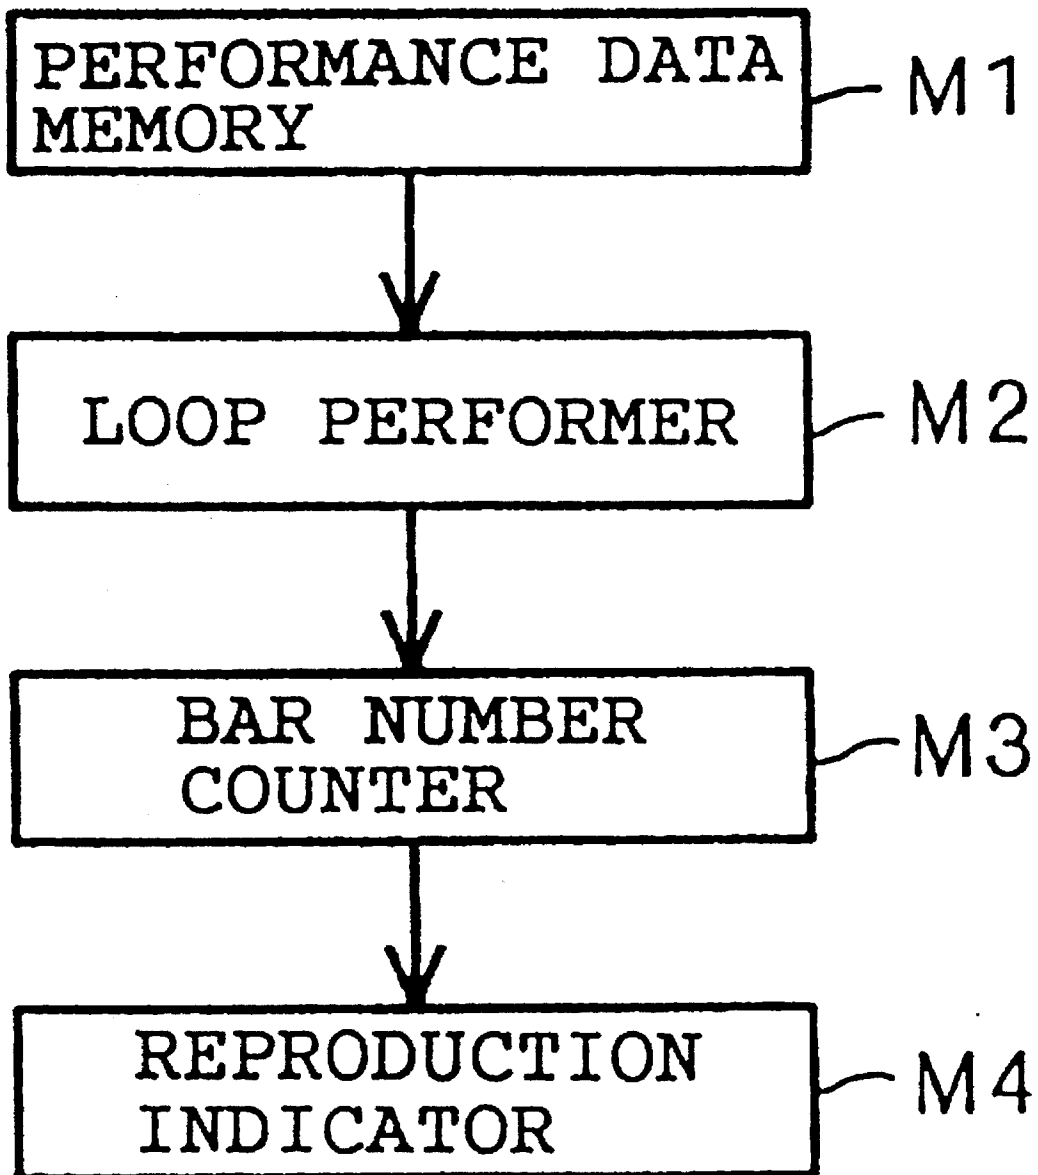 PERFORMANCE DATA
MEMORY
M1
LOOP PERFORMER
M2
BAR NUMBER
COUNTER
M3
REPRODUCTION
INDICATOR
M4